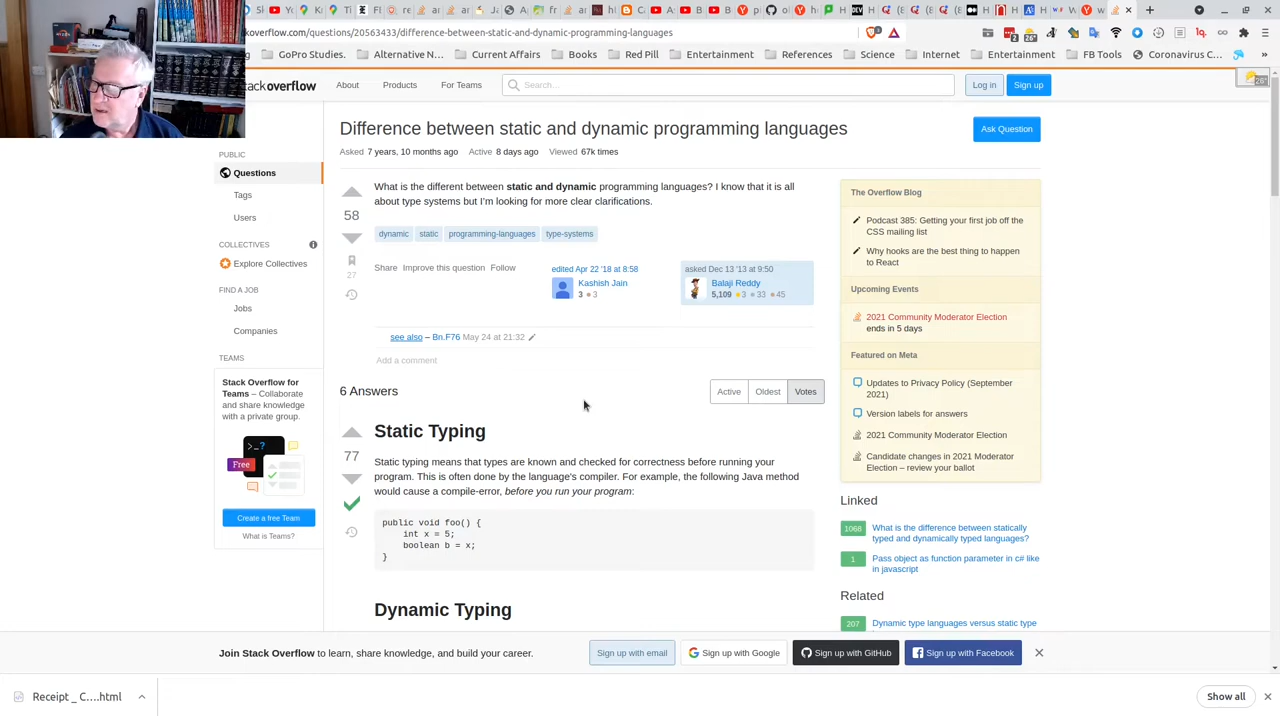 overflow.com/questions/20563433/difference-between-static-and-dynamic-programming-languages
GoPro Studies.
Alternative N...
Current Affairs
Books
Red Pill
Entertainment
References
Science
Internet
Entertainment
FB Tools
Coronavirus C...
ckoverflow
About
Products
For Teams
Search...
Log in
Sign up
26°
PUBLIC
Questions
Tags
Users
COLLECTIVES
Explore Collectives
FIND A JOB
Jobs
Companies
TEAMS
Stack Overflow for
Teams – Collaborate
and share knowledge
with a private group.
>_?
Free
Create a free Team
What is Teams?
Difference between static and dynamic programming languages
Ask Question
Asked 7 years, 10 months ago Active 8 days ago Viewed 67k times
58
27
What is the different between static and dynamic programming languages? I know that it is all
about type systems but I'm looking for more clear clarifications.
dynamic static programming-languages type-systems
Share Improve this question Follow
edited Apr 22 '18 at 8:58
Kashish Jain
3 3
asked Dec 13 '13 at 9:50
Balaji Reddy
5,109 3 33 45
see also – Bn.F76 May 24 at 21:32
Add a comment
6 Answers
Active Oldest Votes
77
Static Typing
Static typing means that types are known and checked for correctness before running your
program. This is often done by the language's compiler. For example, the following Java method
would cause a compile-error, before you run your program:
public void foo() {
int x = 5;
boolean b = x;
}
Dynamic Typing
The Overflow Blog
Podcast 385: Getting your first job off the
CSS mailing list
Why hooks are the best thing to happen
to React
Upcoming Events
2021 Community Moderator Election
ends in 5 days
Featured on Meta
Updates to Privacy Policy (September
2021)
Version labels for answers
2021 Community Moderator Election
Candidate changes in 2021 Moderator
Election – review your ballot
Linked
1068 What is the difference between statically
typed and dynamically typed languages?
1 Pass object as function parameter in c# like
in javascript
Related
207 Dynamic type languages versus static type
Join Stack Overflow to learn, share knowledge, and build your career.
Sign up with email
Sign up with Google
Sign up with GitHub
Sign up with Facebook
Receipt _ C....html
Show all